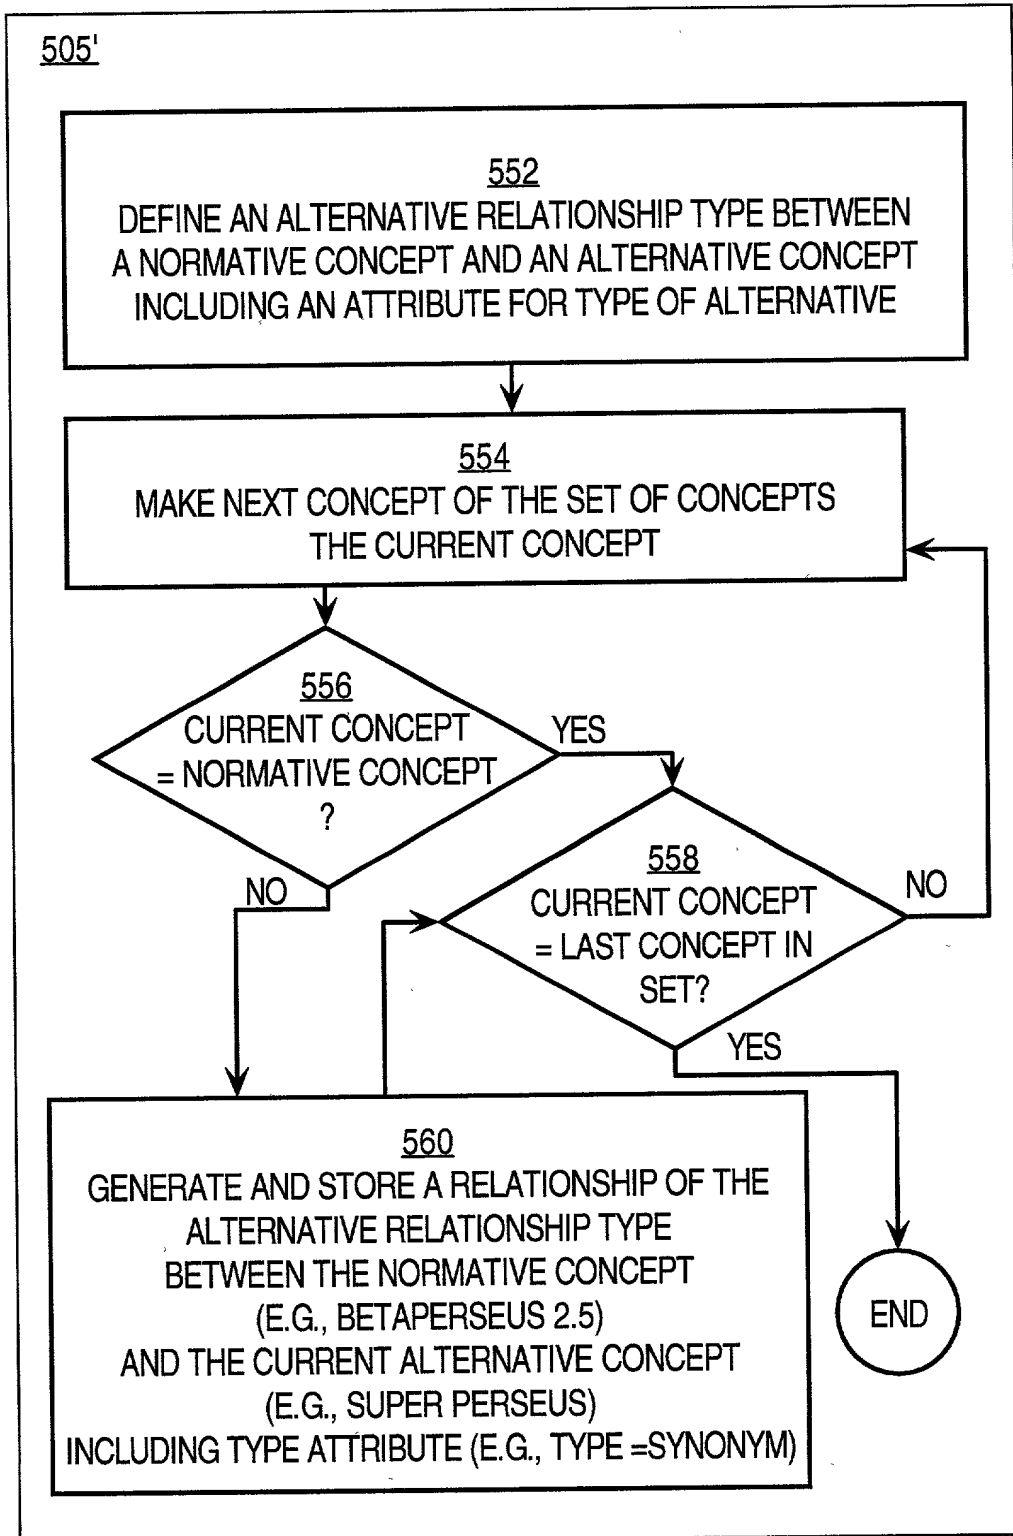 505'
552
DEFINE AN ALTERNATIVE RELATIONSHIP TYPE BETWEEN
A NORMATIVE CONCEPT AND AN ALTERNATIVE CONCEPT
INCLUDING AN ATTRIBUTE FOR TYPE OF ALTERNATIVE
554
MAKE NEXT CONCEPT OF THE SET OF CONCEPTS
THE CURRENT CONCEPT
556
CURRENT CONCEPT
= NORMATIVE CONCEPT
?
YES
NO
558
CURRENT CONCEPT
= LAST CONCEPT IN
SET?
NO
YES
560
GENERATE AND STORE A RELATIONSHIP OF THE
ALTERNATIVE RELATIONSHIP TYPE
BETWEEN THE NORMATIVE CONCEPT
(E.G., BETAPERSEUS 2.5)
AND THE CURRENT ALTERNATIVE CONCEPT
(E.G., SUPER PERSEUS)
INCLUDING TYPE ATTRIBUTE (E.G., TYPE =SYNONYM)
END